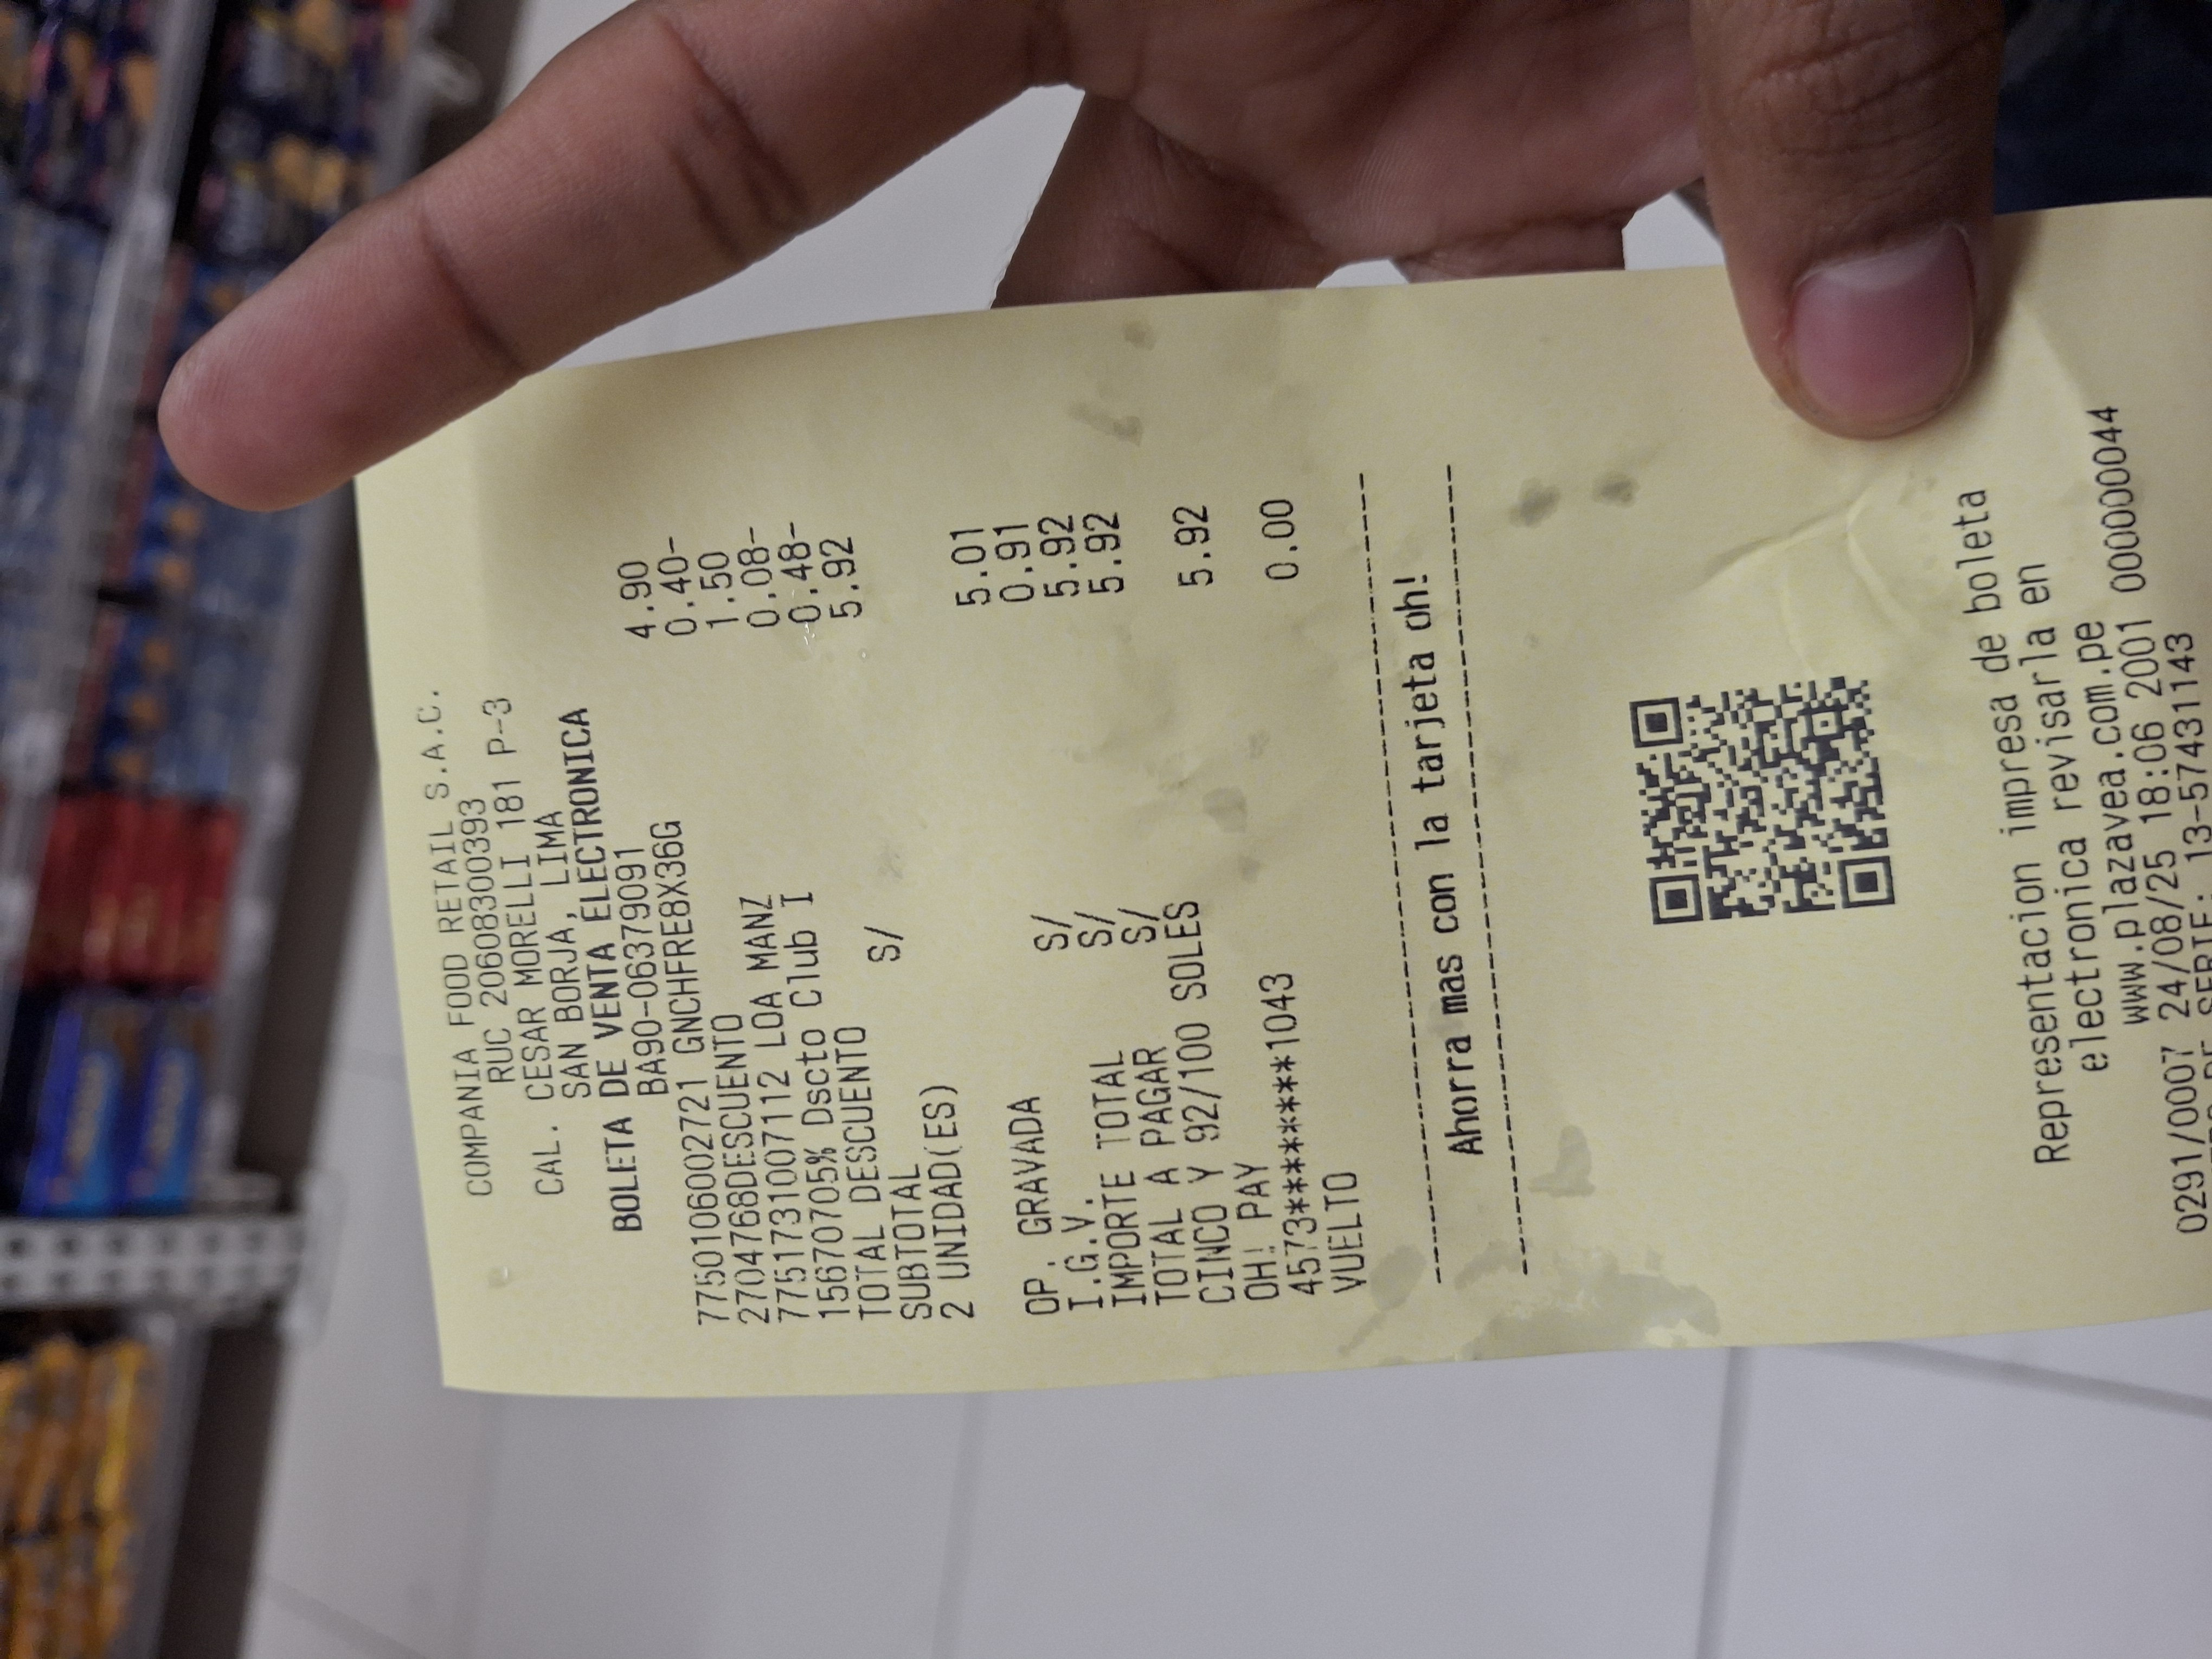 COMPANIA FOOD RETAIL S.A.C.
RUC 20608300393
CAL. CESAR MORELLI 181 P-3
SAN BORJA, LIMA
BOLETA DE VENTA ELECTRONICA
BA90-06379091
7750106002721 GNCHFRE8X36G 4.90
2704768DESCUENTO 0.40-
7751731007112 LOA MANZ 1.50
15670705% Dscto Club I 0.08-
TOTAL DESCUENTO 0.48-
SUBTOTAL S/ 5.92
2 UNIDAD(ES)
OP. GRAVADA 5.01
I.G.V. S/ 0.91
IMPORTE TOTAL S/ 5.92
TOTAL A PAGAR S/ 5.92
CINCO Y 92/100 SOLES
OH! PAY 5.92
4573********1043
VUELTO 0.00
Ahorra mas con la tarjeta oh!
Representacion impresa de boleta
electronica revisarla en
www.plazavea.com.pe
0291/0007 24/08/25 18:06 2001 000000044
DE SERIE: 13-57431143